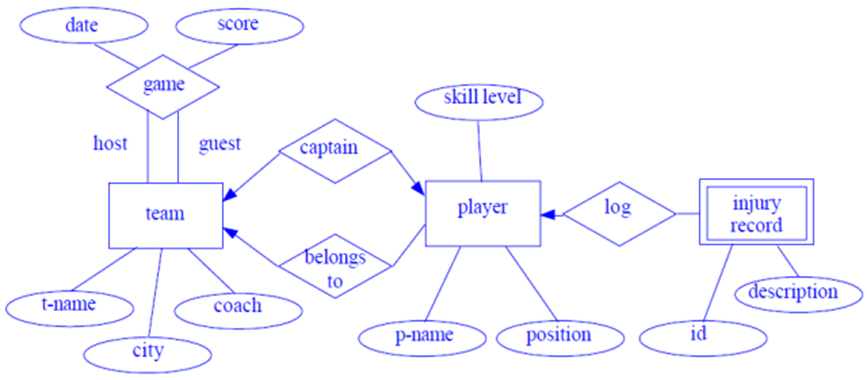 date
score
game
host
guest
skill level
captain
team
player
log
injury
record
belongs
to
t-name
coach
city
p-name
position
id
description